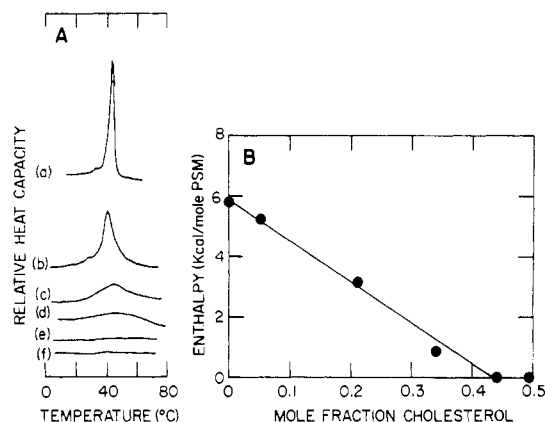 A
RELATIVE HEAT CAPACITY
(a)
(b)
(c)
(d)
(e)
(f)
0 40 80
TEMPERATURE (°C)
B
ENTHALPY (Kcal/mole PSM)
8
6
4
2
0
0 0.1 0.2 0.3 0.4 0.5
MOLE FRACTION CHOLESTEROL